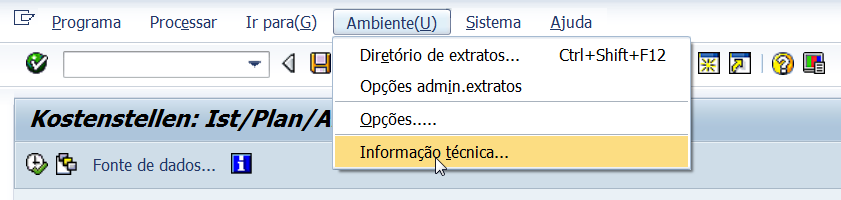 Programa Processar Ir para(G) Ambiente(U) Sistema Ajuda
Diretório de extratos... Ctrl+Shift+F12
Opções admin.extratos
Opções.....
Kostenstellen: Ist/Plan/A
Informação técnica...
Fonte de dados...